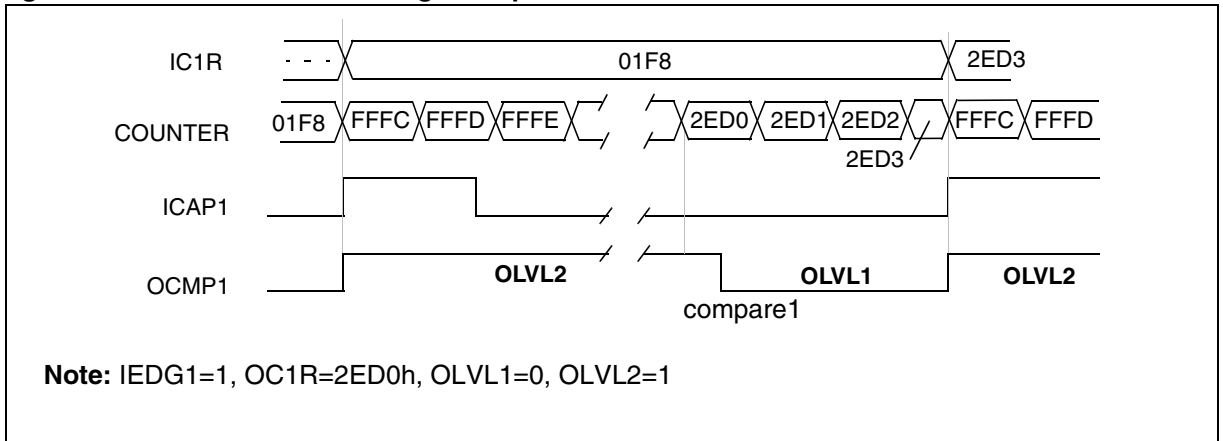 IC1R - - - 01F8 2ED3
COUNTER 01F8 FFFC FFFD FFFE 2ED0 2ED1 2ED2 FFFC FFFD
2ED3
ICAP1
OLVL2 OLVL1 OLVL2
OCMP1
compare1
Note: IEDG1=1, OC1R=2ED0h, OLVL1=0, OLVL2=1